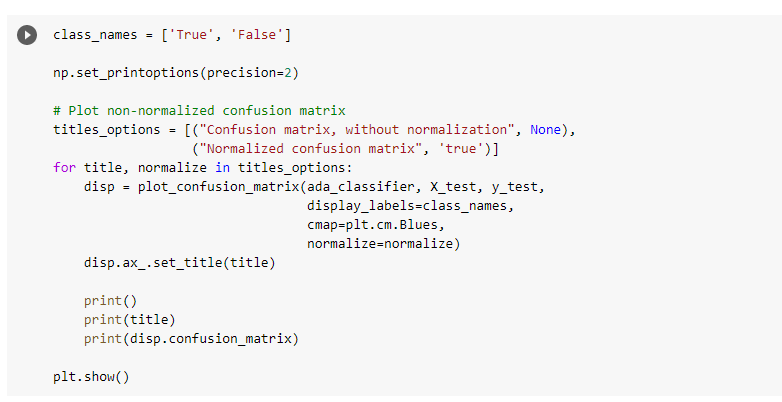 class_names = ['True', 'False']
np.set_printoptions(precision=2)
# Plot non-normalized confusion matrix
titles_options = [("Confusion matrix, without normalization", None),
                  ("Normalized confusion matrix", 'true')]
for title, normalize in titles_options:
    disp = plot_confusion_matrix(ada_classifier, X_test, y_test,
                                 display_labels=class_names,
                                 cmap=plt.cm.Blues,
                                 normalize=normalize)
    disp.ax_.set_title(title)
    print()
    print(title)
    print(disp.confusion_matrix)
plt.show()